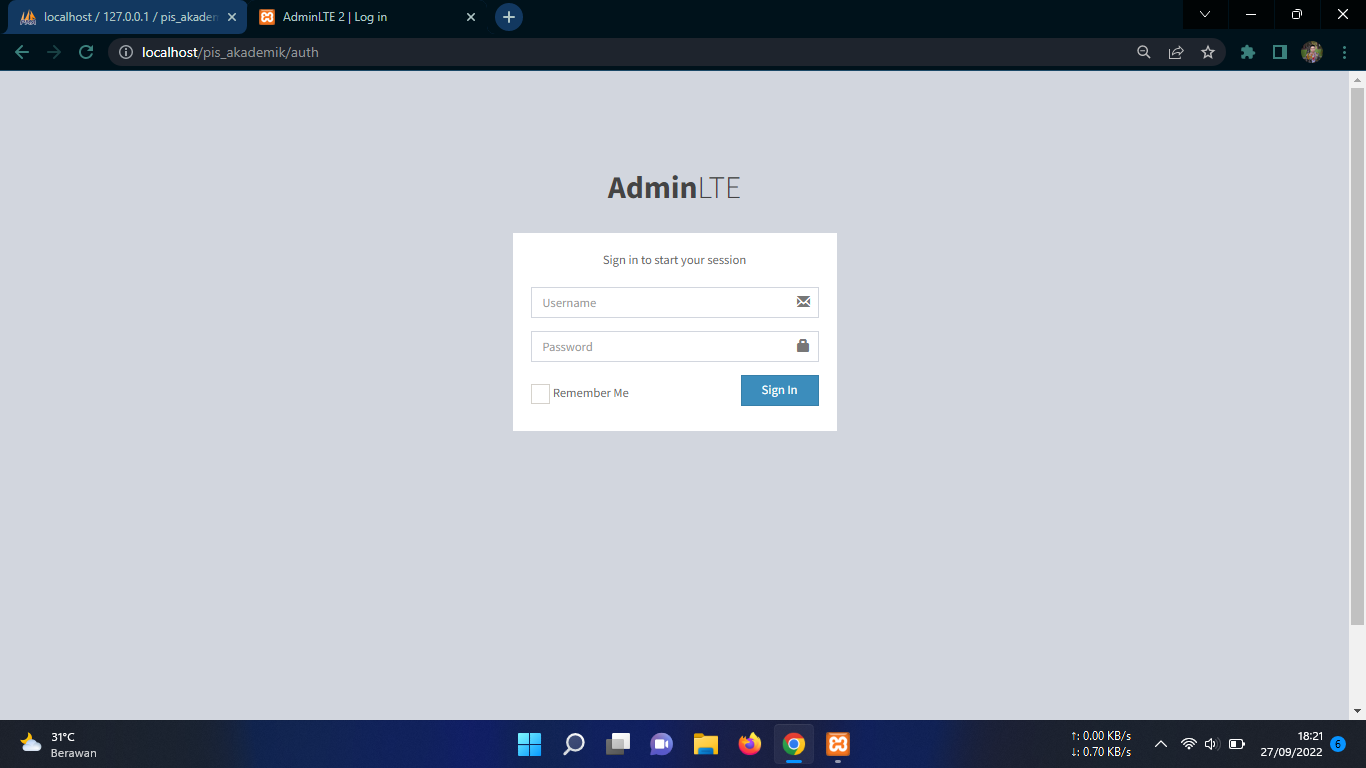 localhost / 127.0.0.1 / pis_akadem
AdminLTE 2 | Log in
localhost/pis_akademik/auth
AdminLTE
Sign in to start your session
Username
Password
Remember Me
Sign In
31°C
Berawan
↑: 0.00 KB/s
↓: 0.70 KB/s
18:21
27/09/2022
6